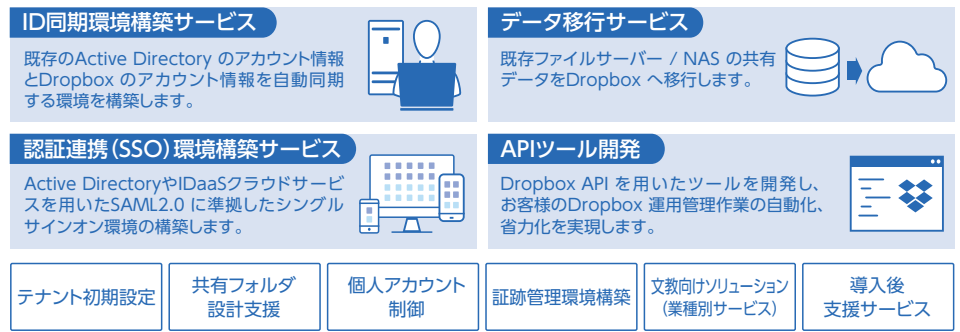 ID同期環境構築サービス
既存のActive Directory のアカウント情報
とDropbox のアカウント情報を自動同期
する環境を構築します。
データ移行サービス
既存ファイルサーバー / NAS の共有
データをDropbox へ移行します。
認証連携(SSO)環境構築サービス
Active DirectoryやIDaaSクラウドサービ
スを用いたSAML2.0 に準拠したシングル
サインオン環境の構築します。
APIツール開発
Dropbox API を用いたツールを開発し、
お客様のDropbox 運用管理作業の自動化、
省力化を実現します。
テナント初期設定
共有フォルダ
設計支援
個人アカウント
制御
証跡管理環境構築
文教向けソリューション
(業種別サービス)
導入後
支援サービス